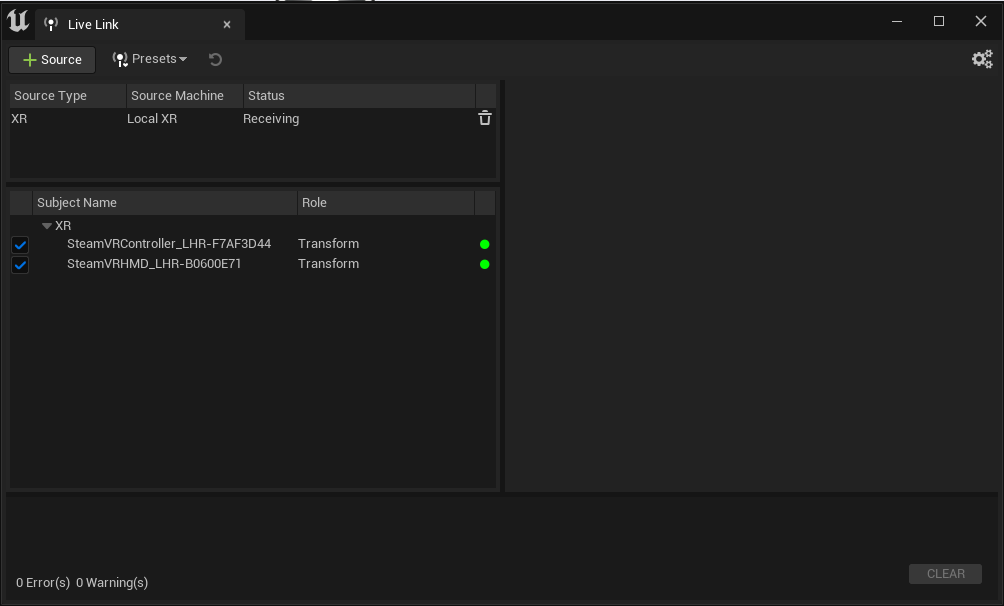 Live Link
Source Presets
Source Type Source Machine Status
XR Local XR Receiving
Subject Name Role
XR
SteamVRController_LHR-F7AF3D44 Transform
SteamVRHMD_LHR-B0600E71 Transform
CLEAR
0 Error(s) 0 Warning(s)